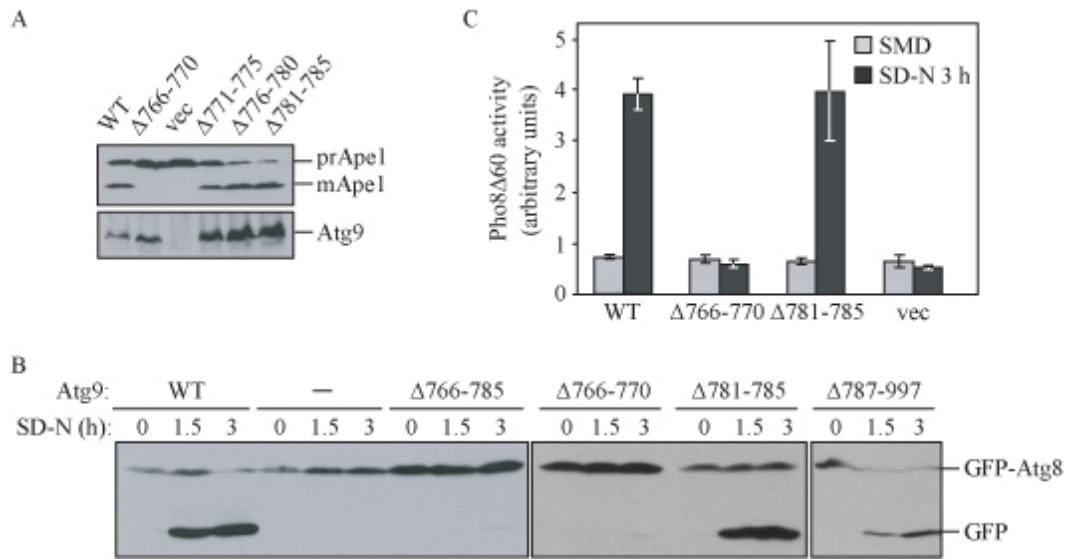 A
WT Δ766-770 vec Δ771-775 Δ776-780 Δ781-785
prApe1
mApe1
Atg9
C
Pho8Δ60 activity
(arbitrary units)
5
4
3
2
1
0
SMD
SD-N 3 h
WT Δ766-770 Δ781-785 vec
B
Atg9: WT — Δ766-785 Δ766-770 Δ781-785 Δ787-997
SD-N (h): 0 1.5 3 0 1.5 3 0 1.5 3 0 1.5 3 0 1.5 3 0 1.5 3
GFP-Atg8
GFP